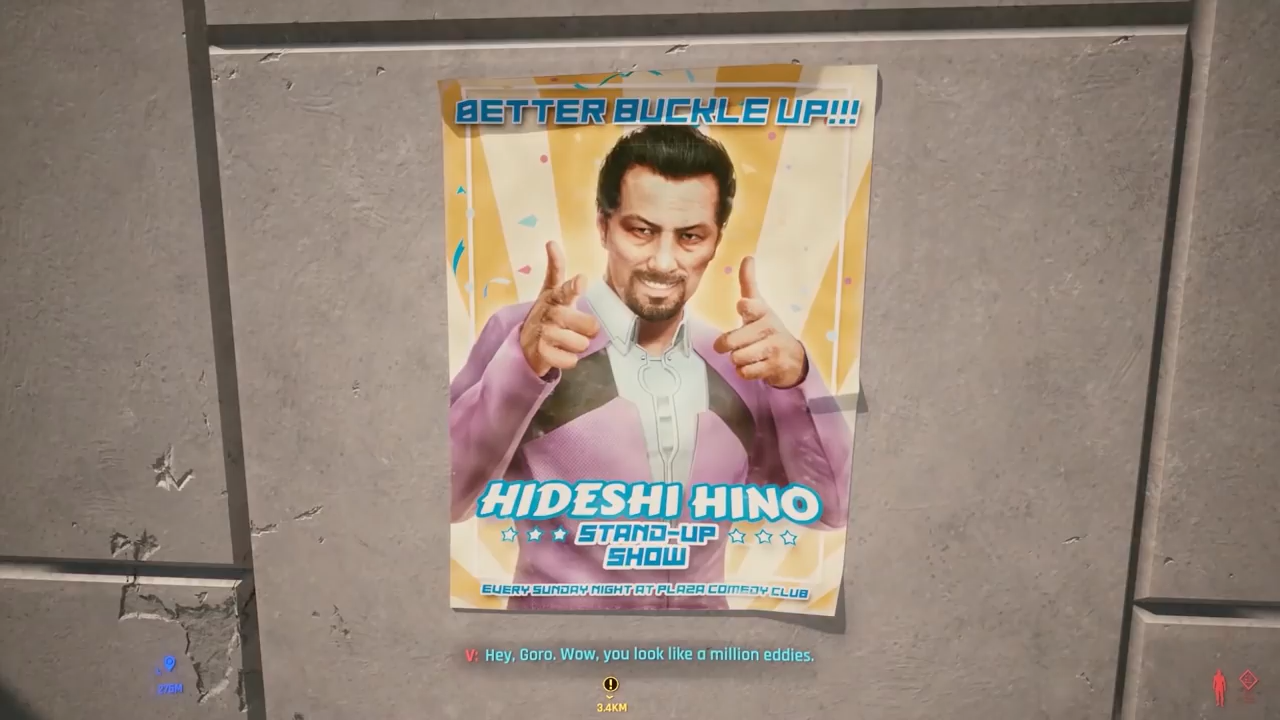 BETTER BUCKLE UP!!!
HIDESHI HINO
STAND-UP
SHOW
EVERY SUNDAY NIGHT AT PLAZA COMEDY CLUB
V: Hey, Goro. Wow, you look like a million eddies.
276M
3.4KM